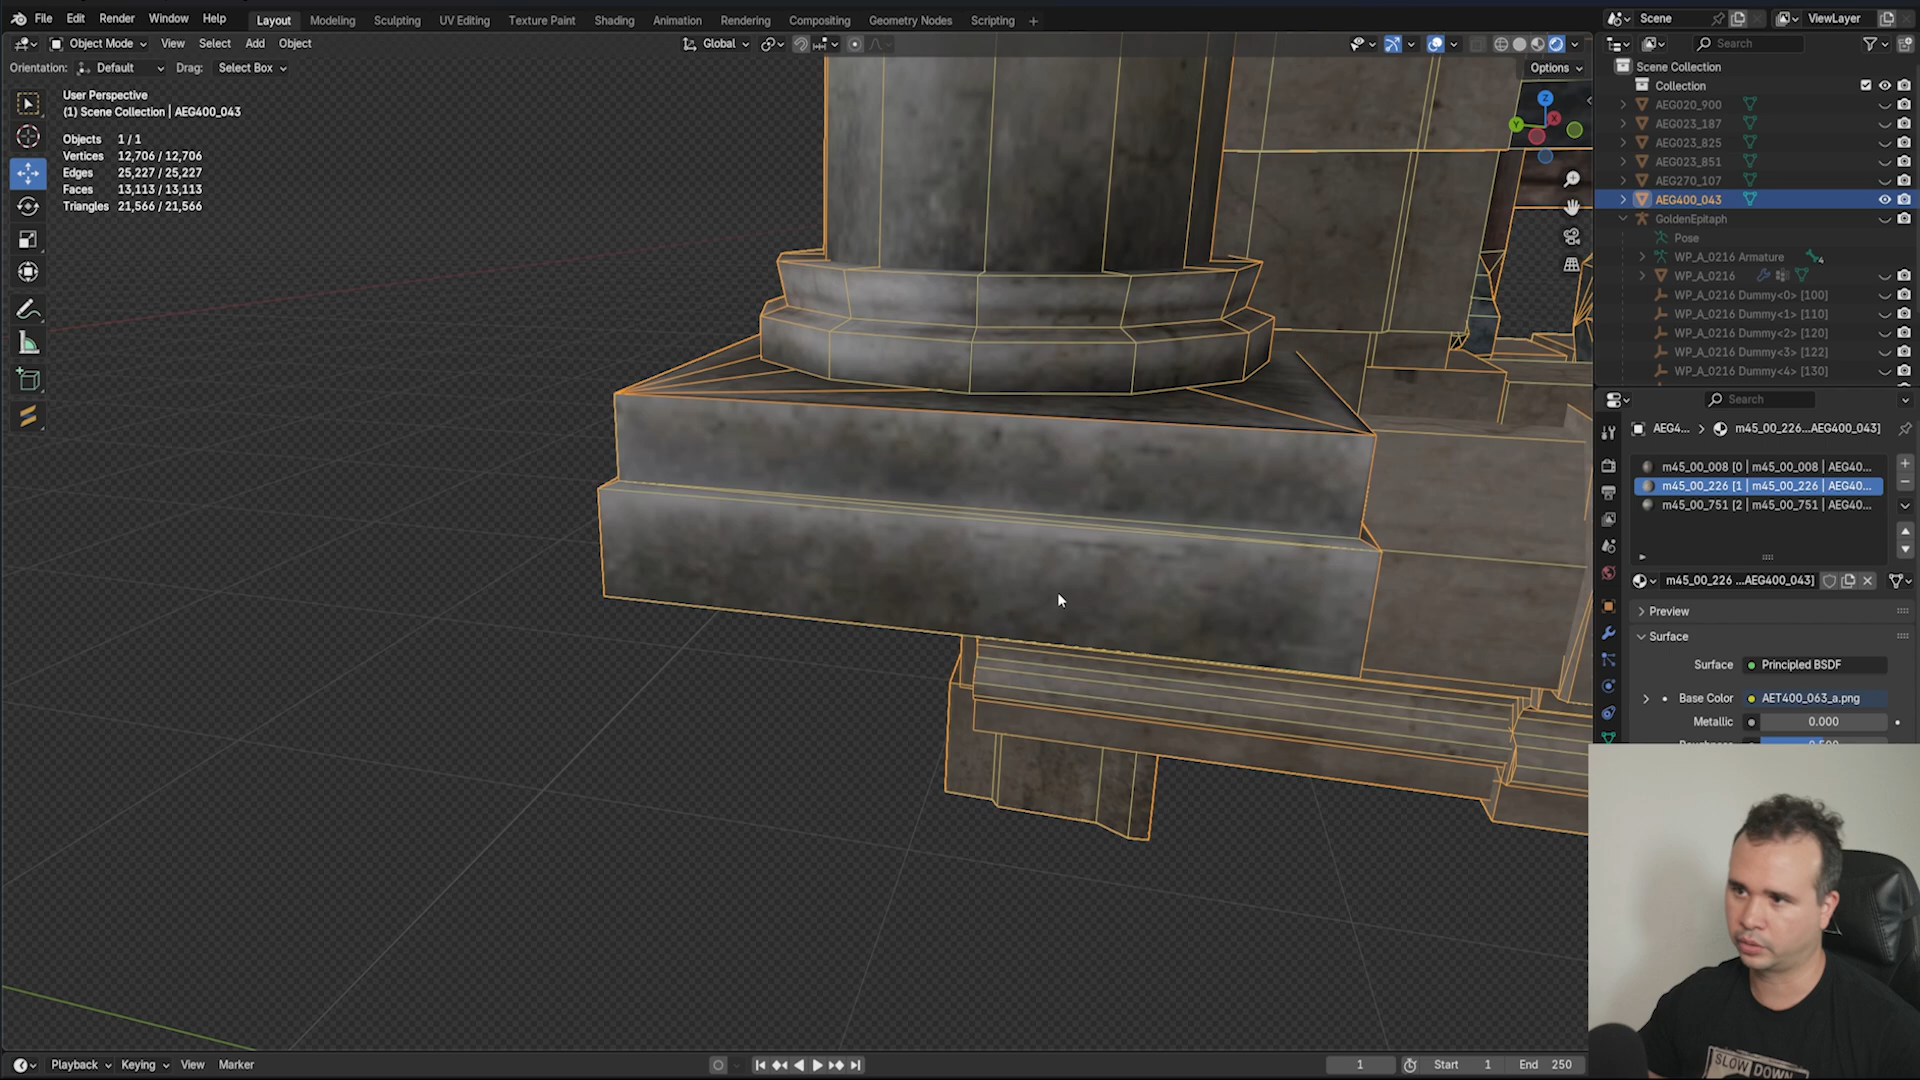 File Edit Render Window Help Layout Modeling Sculpting UV Editing Texture Paint Shading Animation Rendering Compositing Geometry Nodes Scripting + Scene ViewLayer
Object Mode View Select Add Object Global Search
Orientation: Default Drag: Select Box Options
User Perspective
(1) Scene Collection | AEG400_043
Objects 1 / 1
Vertices 12,706 / 12,706
Edges 25,227 / 25,227
Faces 13,113 / 13,113
Triangles 21,566 / 21,566
Z
Y
X
Scene Collection
Collection
AEG020_900
AEG023_187
AEG023_825
AEG023_851
AEG270_107
AEG400_043
GoldenEpitaph
Pose
WP_A_0216 Armature 4
WP_A_0216
WP_A_0216 Dummy<0> [100]
WP_A_0216 Dummy<1> [110]
WP_A_0216 Dummy<2> [120]
WP_A_0216 Dummy<3> [122]
WP_A_0216 Dummy<4> [130]
Search
AEG4... > m45_00_226...AEG400_043]
m45_00_008 [0 | m45_00_008 | AEG40...
m45_00_226 [1 | m45_00_226 | AEG40...
m45_00_751 [2 | m45_00_751 | AEG40...
m45_00_226 ...AEG400_043]
Preview
Surface
Surface Principled BSDF
Base Color AET400_063_a.png
Metallic 0.000
SLOW DOWN
Playback Keying View Marker 1 Start 1 End 250